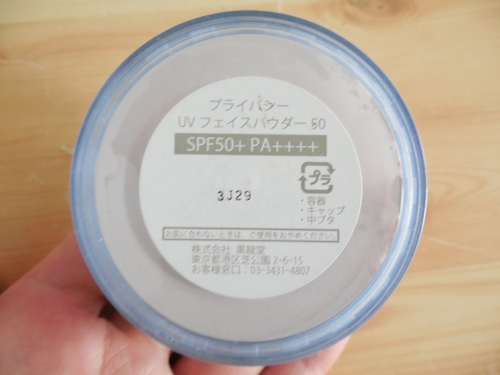 プライバシー
UV フェイスパウダー 50
SPF50+ PA++++
プラ
3J29
・容器
・キャップ
・中ブタ
お肌に合わないときは、ご使用をおやめください。
株式会社 黒龍堂
東京都港区芝公園2-6-15
お客様窓口：03-3431-4807